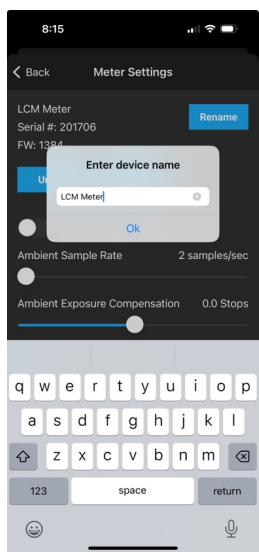 8:15
Back
Meter Settings
LCM Meter
Rename
Serial #: 201706
FW: 1384
Enter device name
LCM Meter
Ok
Ambient Sample Rate
2 samples/sec
Ambient Exposure Compensation
0.0 Stops
q w e r t y u i o p
a s d f g h j k l
z x c v b n m
123
space
return